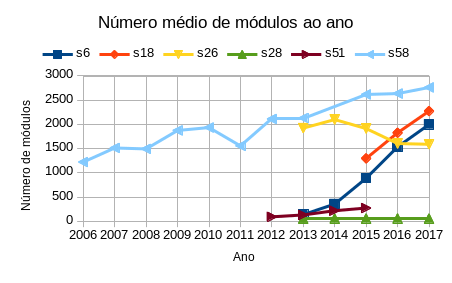 Número médio de módulos ao ano
s6 s18 s26 s28 s51 s58
3000
2500
2000
1500
1000
500
0
Número de módulos
2006 2007 2008 2009 2010 2011 2012 2013 2014 2015 2016 2017
Ano